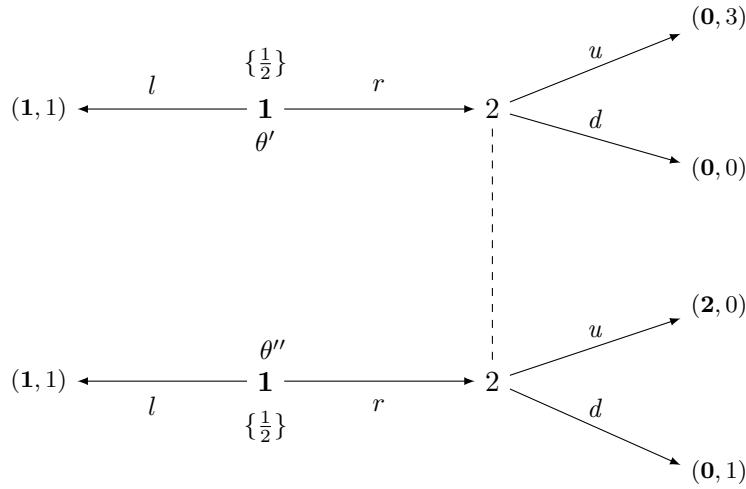 (0, 3)
{1/2}
l
r
u
(1, 1)
1
2
d
θ′
(0, 0)
(2, 0)
θ″
u
(1, 1)
1
2
l
r
d
{1/2}
(0, 1)